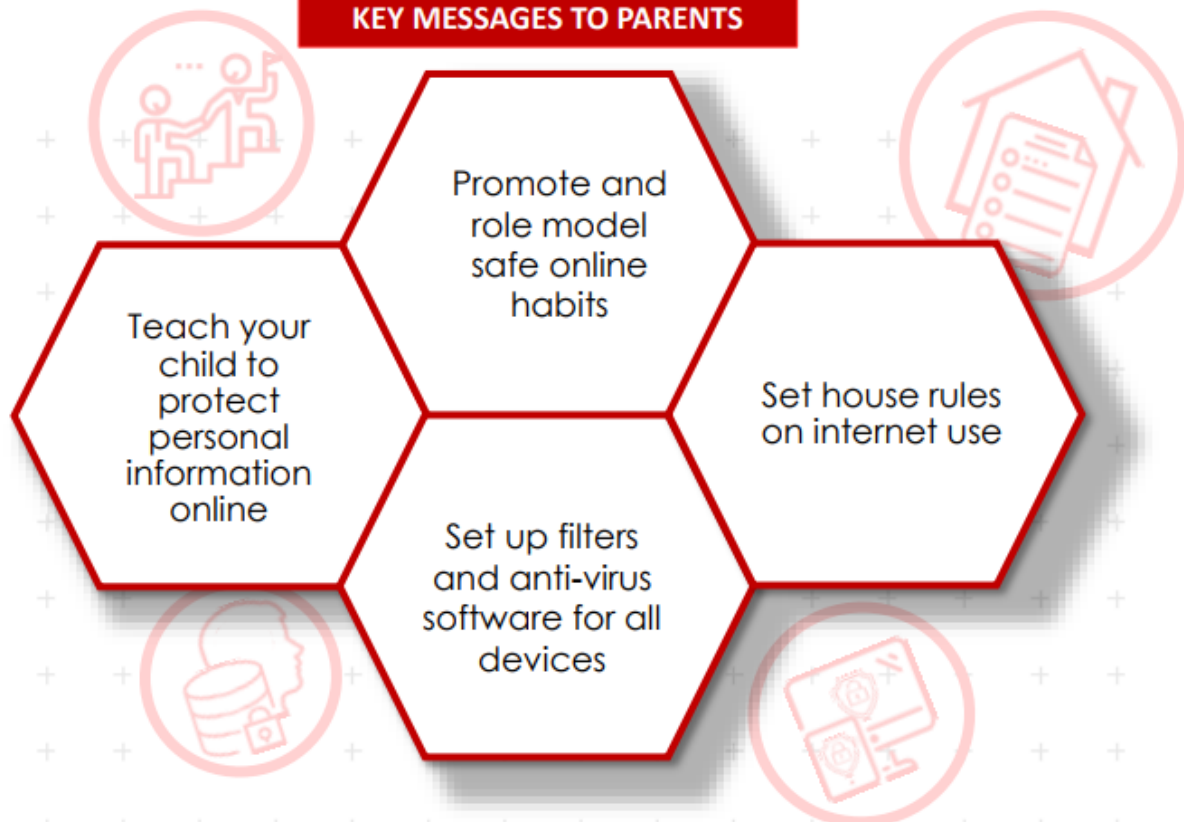 KEY MESSAGES TO PARENTS
Promote and
role model
safe online
habits
Teach your
child to
protect
personal
information
online
Set house rules
on internet use
Set up filters
and anti-virus
software for all
devices